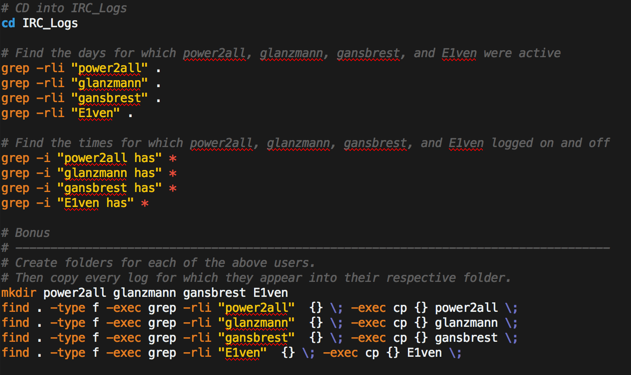 # CD into IRC_Logs
cd IRC_Logs
# Find the days for which power2all, glanzmann, gansbrest, and E1ven were active
grep -rli "power2all" .
grep -rli "glanzmann" .
grep -rli "gansbrest" .
grep -rli "E1ven" .
# Find the times for which power2all, glanzmann, gansbrest, and E1ven logged on and off
grep -i "power2all has" *
grep -i "glanzmann has" *
grep -i "gansbrest has" *
grep -i "E1ven has" *
# Bonus
# ---------------------------------------------------------------------------
# Create folders for each of the above users.
# Then copy every log for which they appear into their respective folder.
mkdir power2all glanzmann gansbrest E1ven
find . -type f -exec grep -rli "power2all"  {} \; -exec cp {} power2all \;
find . -type f -exec grep -rli "glanzmann"  {} \; -exec cp {} glanzmann \;
find . -type f -exec grep -rli "gansbrest"  {} \; -exec cp {} gansbrest \;
find . -type f -exec grep -rli "E1ven"  {} \; -exec cp {} E1ven \;